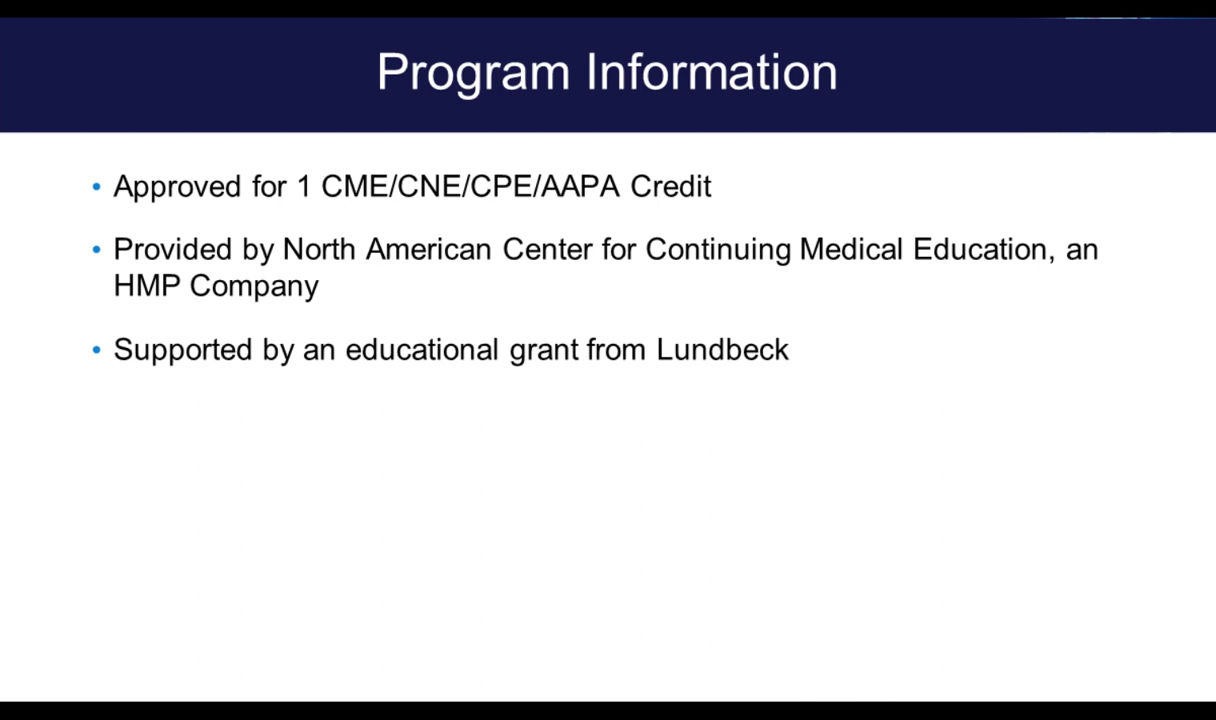 Program Information
• Approved for 1 CME/CNE/CPE/AAPA Credit
• Provided by North American Center for Continuing Medical Education, an
HMP Company
• Supported by an educational grant from Lundbeck